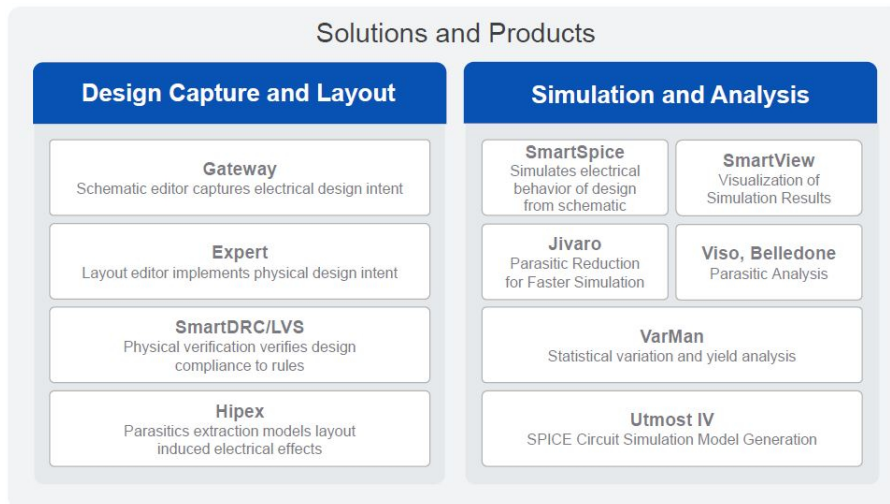 Solutions and Products
Design Capture and Layout
Gateway
Schematic editor captures electrical design intent
Expert
Layout editor implements physical design intent
SmartDRC/LVS
Physical verification verifies design
compliance to rules
Hipex
Parasitics extraction models layout
induced electrical effects
Simulation and Analysis
SmartSpice
Simulates electrical
behavior of design
from schematic
SmartView
Visualization of
Simulation Results
Jivaro
Parasitic Reduction
for Faster Simulation
Viso, Belledone
Parasitic Analysis
VarMan
Statistical variation and yield analysis
Utmost IV
SPICE Circuit Simulation Model Generation